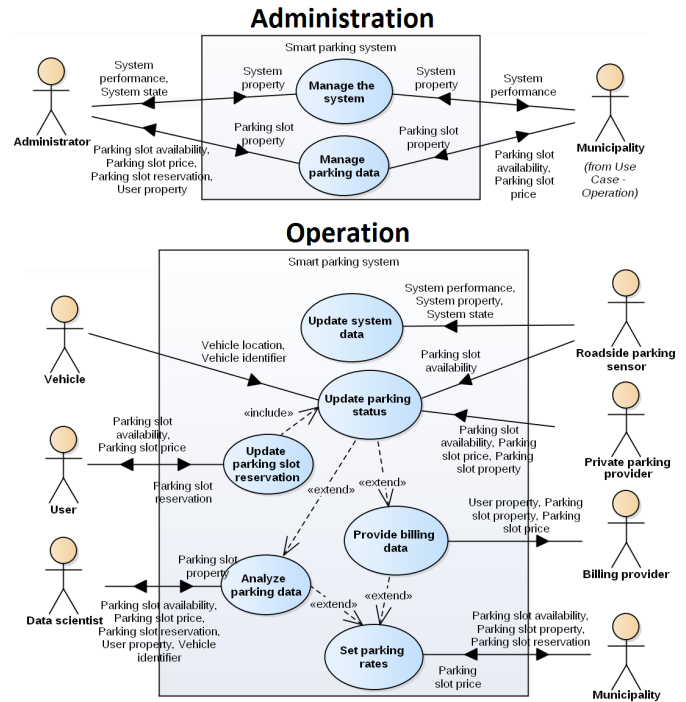 Administration
Smart parking system
System
performance,
System state
System
property
Manage the
system
System
property
System
performance
Administrator
Parking slot
property
Parking slot
property
Municipality
(from Use
Case -
Operation)
Parking slot availability,
Parking slot price,
Parking slot reservation,
User property
Manage
parking data
Parking slot
availability,
Parking slot
price
Operation
Smart parking system
System performance,
System property,
System state
Update system
data
Vehicle location,
Vehicle identifier
Parking slot
availability
Roadside parking
sensor
Vehicle
Update parking
status
«include»
Parking slot
availability,
Parking slot price
Parking slot
availability, Parking
slot price, Parking
slot property
Update
parking slot
reservation
Private parking
provider
Parking slot
reservation
User
«extend»
«extend»
User property, Parking
slot property, Parking
slot price
Provide billing
data
Billing provider
Parking slot
property
Analyze
parking data
Data scientist
«extend»
«extend»
Parking slot availability,
Parking slot price,
Parking slot reservation,
User property, Vehicle
identifier
Parking slot availability,
Parking slot property,
Parking slot reservation
Set parking
rates
Parking
slot price
Municipality